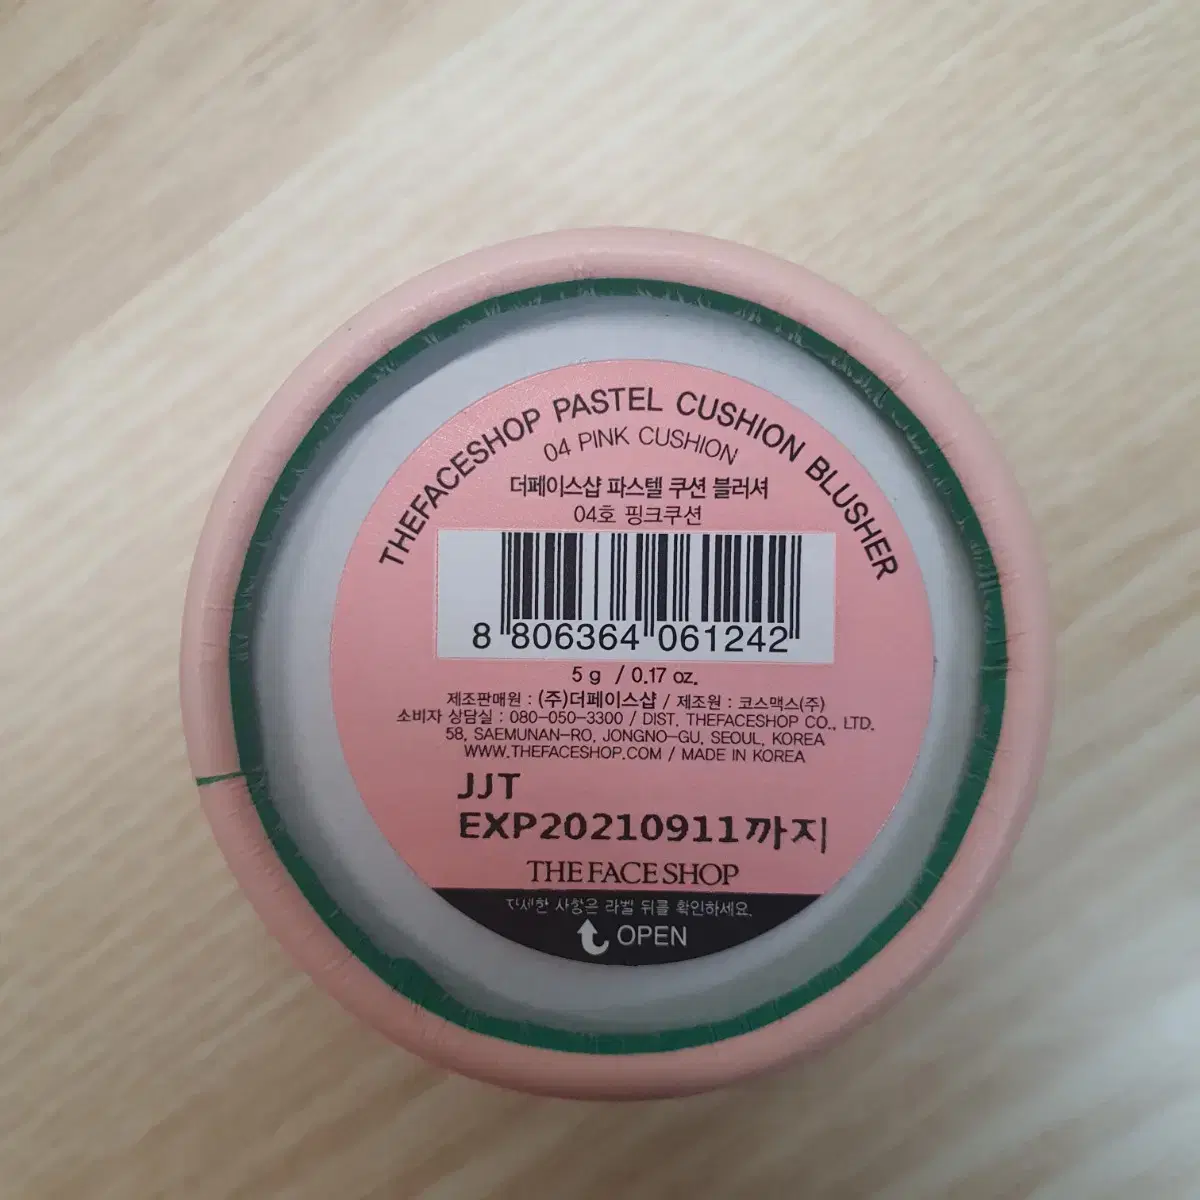 THEFACESHOP PASTEL CUSHION BLUSHER
04 PINK CUSHION
더페이스샵 파스텔 쿠션 블러셔
04호 핑크쿠션
8 806364 061242
5 g / 0.17 oz.
제조판매원 : (주)더페이스샵 / 제조원 : 코스맥스(주)
소비자 상담실 : 080-050-3300 / DIST. THEFACESHOP CO., LTD.
58, SAEMUNAN-RO, JONGNO-GU, SEOUL, KOREA
WWW.THEFACESHOP.COM / MADE IN KOREA
JJT
EXP20210911까지
THE FACE SHOP
자세한 사항은 라벨 뒤를 확인하세요.
OPEN